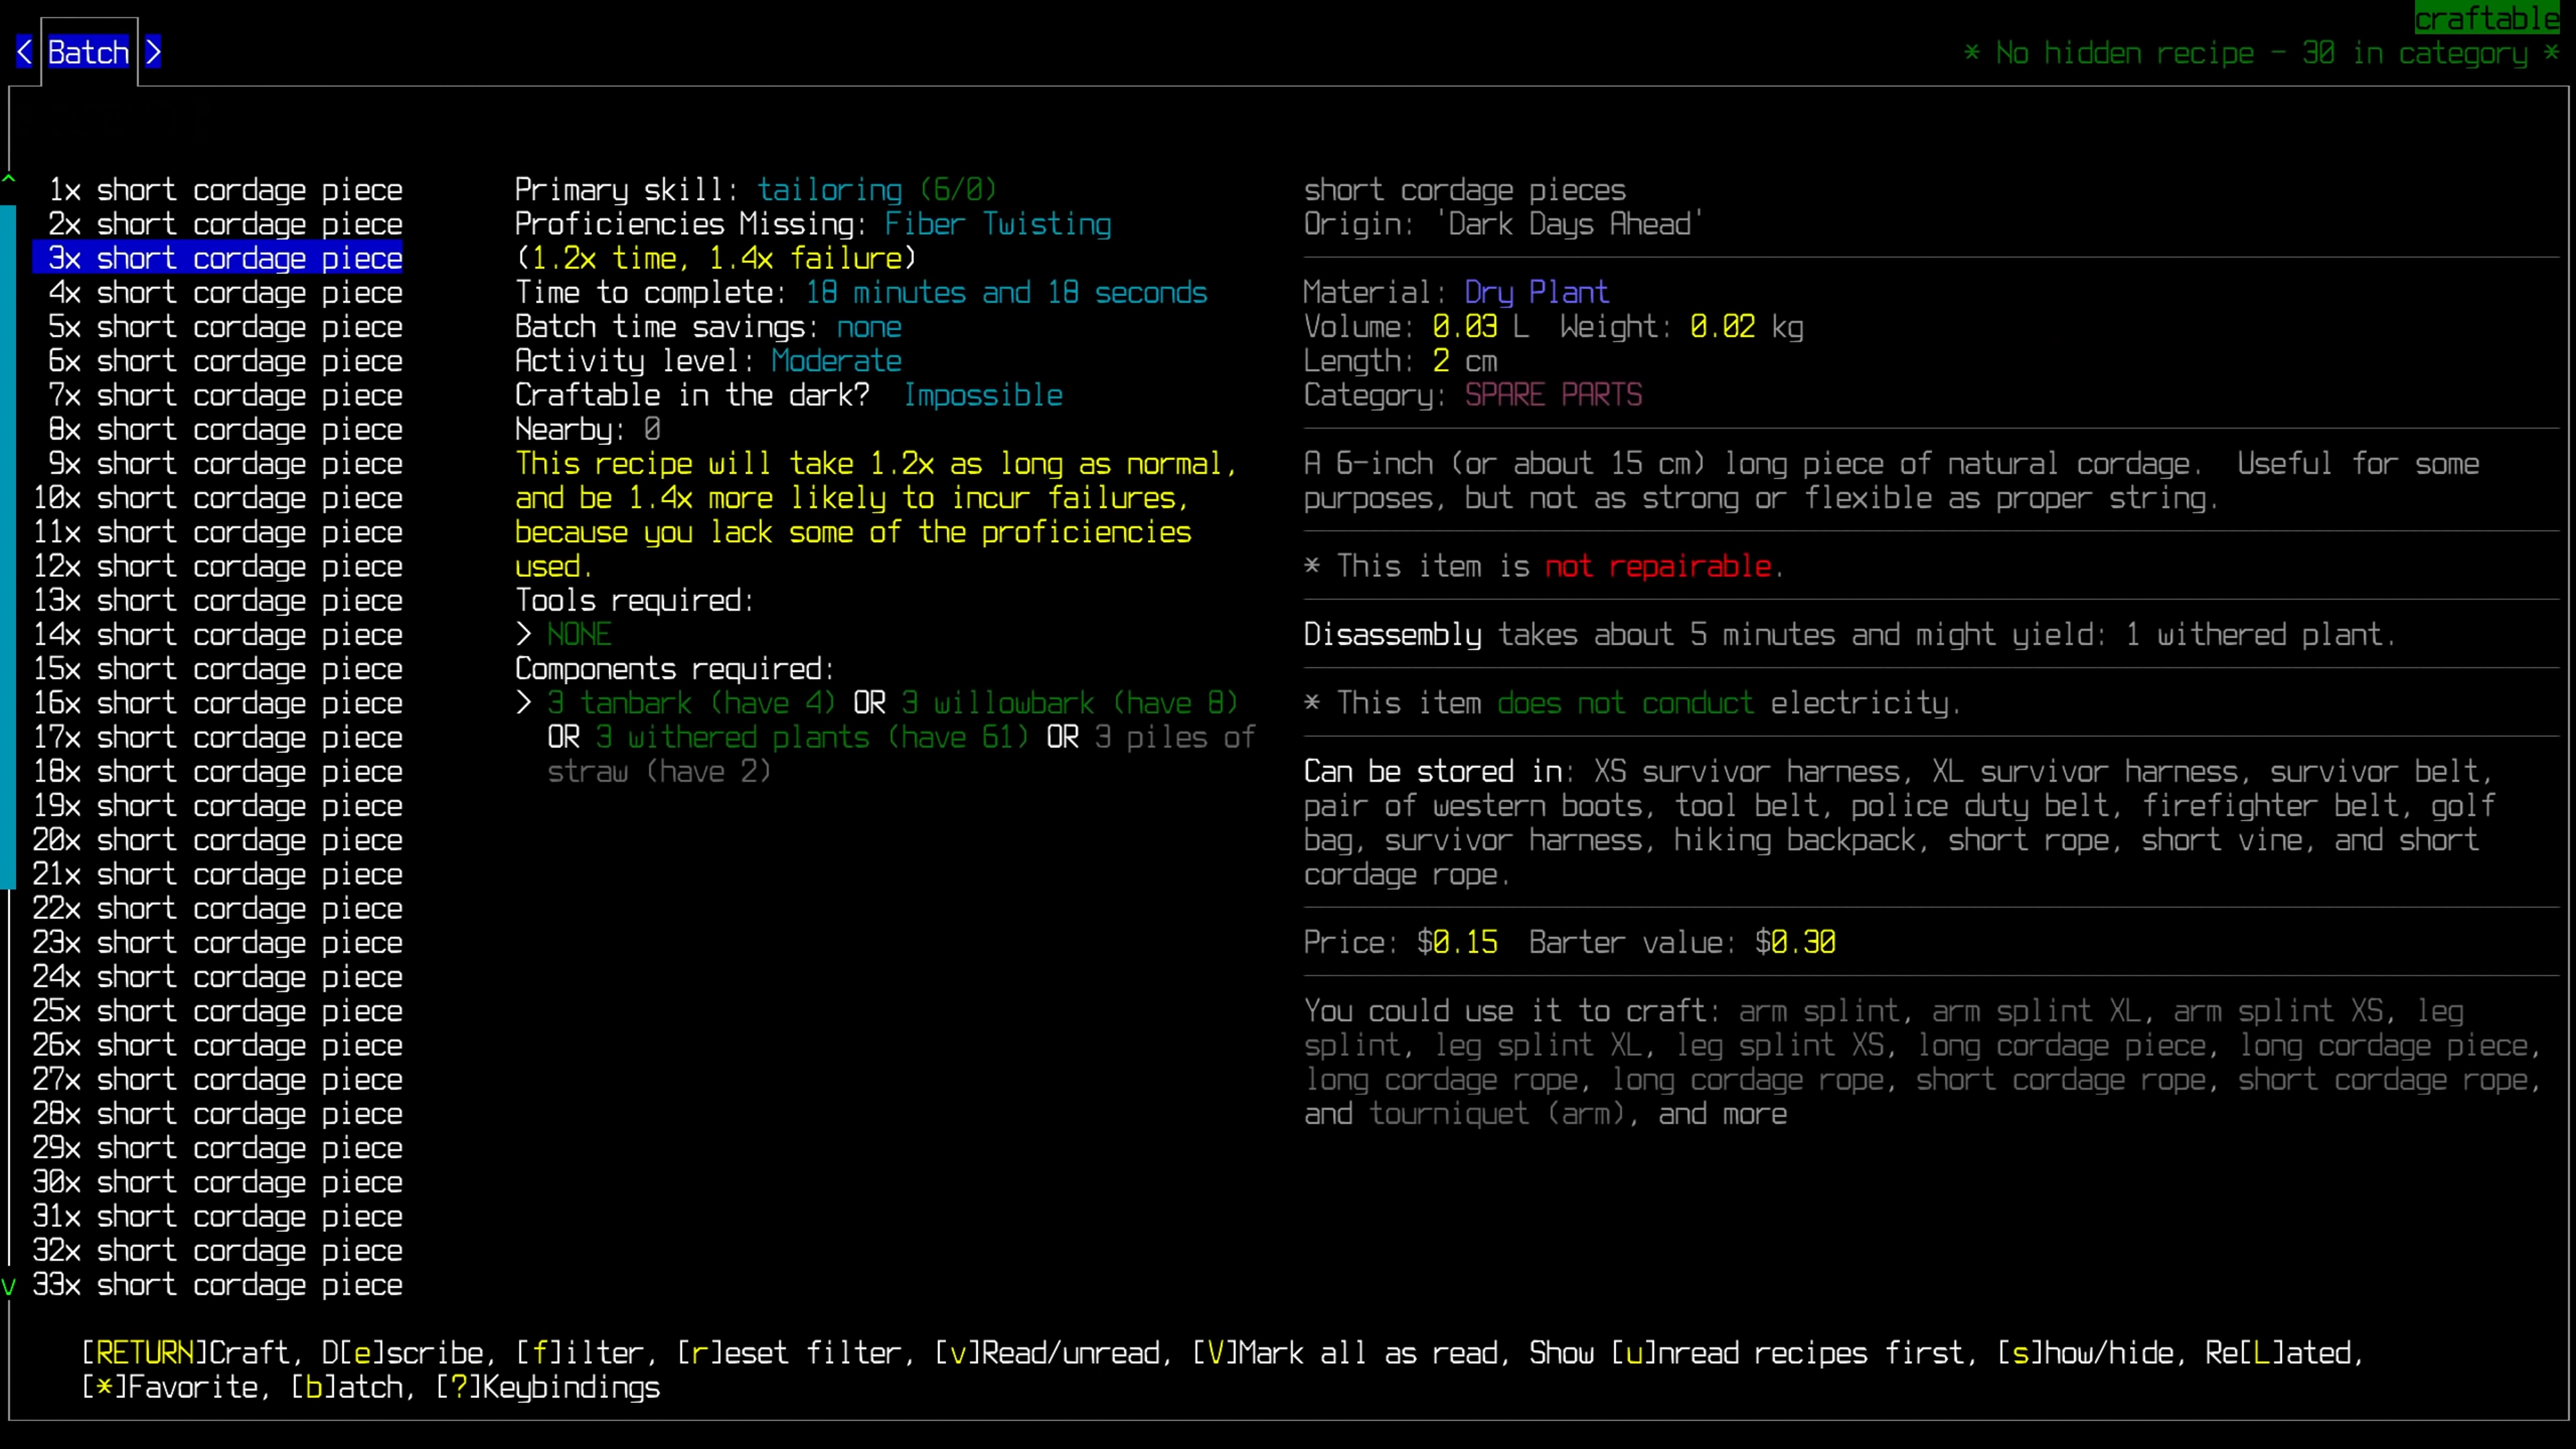 craftable
< Batch >
* No hidden recipe - 30 in category *
^
1x short cordage piece
2x short cordage piece
3x short cordage piece
4x short cordage piece
5x short cordage piece
6x short cordage piece
7x short cordage piece
8x short cordage piece
9x short cordage piece
10x short cordage piece
11x short cordage piece
12x short cordage piece
13x short cordage piece
14x short cordage piece
15x short cordage piece
16x short cordage piece
17x short cordage piece
18x short cordage piece
19x short cordage piece
20x short cordage piece
21x short cordage piece
22x short cordage piece
23x short cordage piece
24x short cordage piece
25x short cordage piece
26x short cordage piece
27x short cordage piece
28x short cordage piece
29x short cordage piece
30x short cordage piece
31x short cordage piece
32x short cordage piece
v 33x short cordage piece
Primary skill: tailoring (6/0)
Proficiencies Missing: Fiber Twisting
(1.2x time, 1.4x failure)
Time to complete: 18 minutes and 18 seconds
Batch time savings: none
Activity level: Moderate
Craftable in the dark? Impossible
Nearby: 0
This recipe will take 1.2x as long as normal,
and be 1.4x more likely to incur failures,
because you lack some of the proficiencies
used.
Tools required:
> NONE
Components required:
> 3 tanbark (have 4) OR 3 willowbark (have 8)
OR 3 withered plants (have 61) OR 3 piles of
straw (have 2)
short cordage pieces
Origin: 'Dark Days Ahead'
Material: Dry Plant
Volume: 0.03 L Weight: 0.02 kg
Length: 2 cm
Category: SPARE PARTS
A 6-inch (or about 15 cm) long piece of natural cordage. Useful for some
purposes, but not as strong or flexible as proper string.
* This item is not repairable.
Disassembly takes about 5 minutes and might yield: 1 withered plant.
* This item does not conduct electricity.
Can be stored in: XS survivor harness, XL survivor harness, survivor belt,
pair of western boots, tool belt, police duty belt, firefighter belt, golf
bag, survivor harness, hiking backpack, short rope, short vine, and short
cordage rope.
Price: $0.15 Barter value: $0.30
You could use it to craft: arm splint, arm splint XL, arm splint XS, leg
splint, leg splint XL, leg splint XS, long cordage piece, long cordage piece,
long cordage rope, long cordage rope, short cordage rope, short cordage rope,
and tourniquet (arm), and more
[RETURN]Craft, D[e]scribe, [f]ilter, [r]eset filter, [v]Read/unread, [V]Mark all as read, Show [u]nread recipes first, [s]how/hide, Re[L]ated,
[*]Favorite, [b]atch, [?]Keybindings